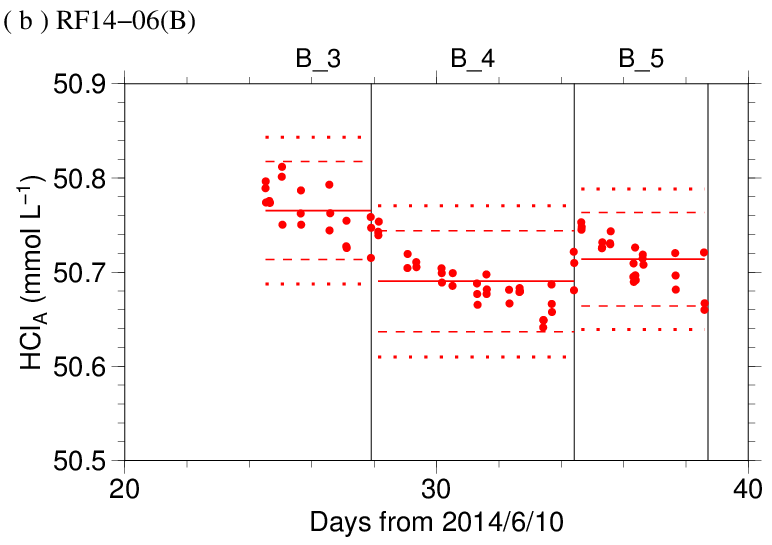 ( b ) RF14−06(B)
B_3 B_4 B_5
50.9
50.8
50.7
50.6
50.5
HCl_A (mmol L⁻¹)
20 30 40
Days from 2014/6/10